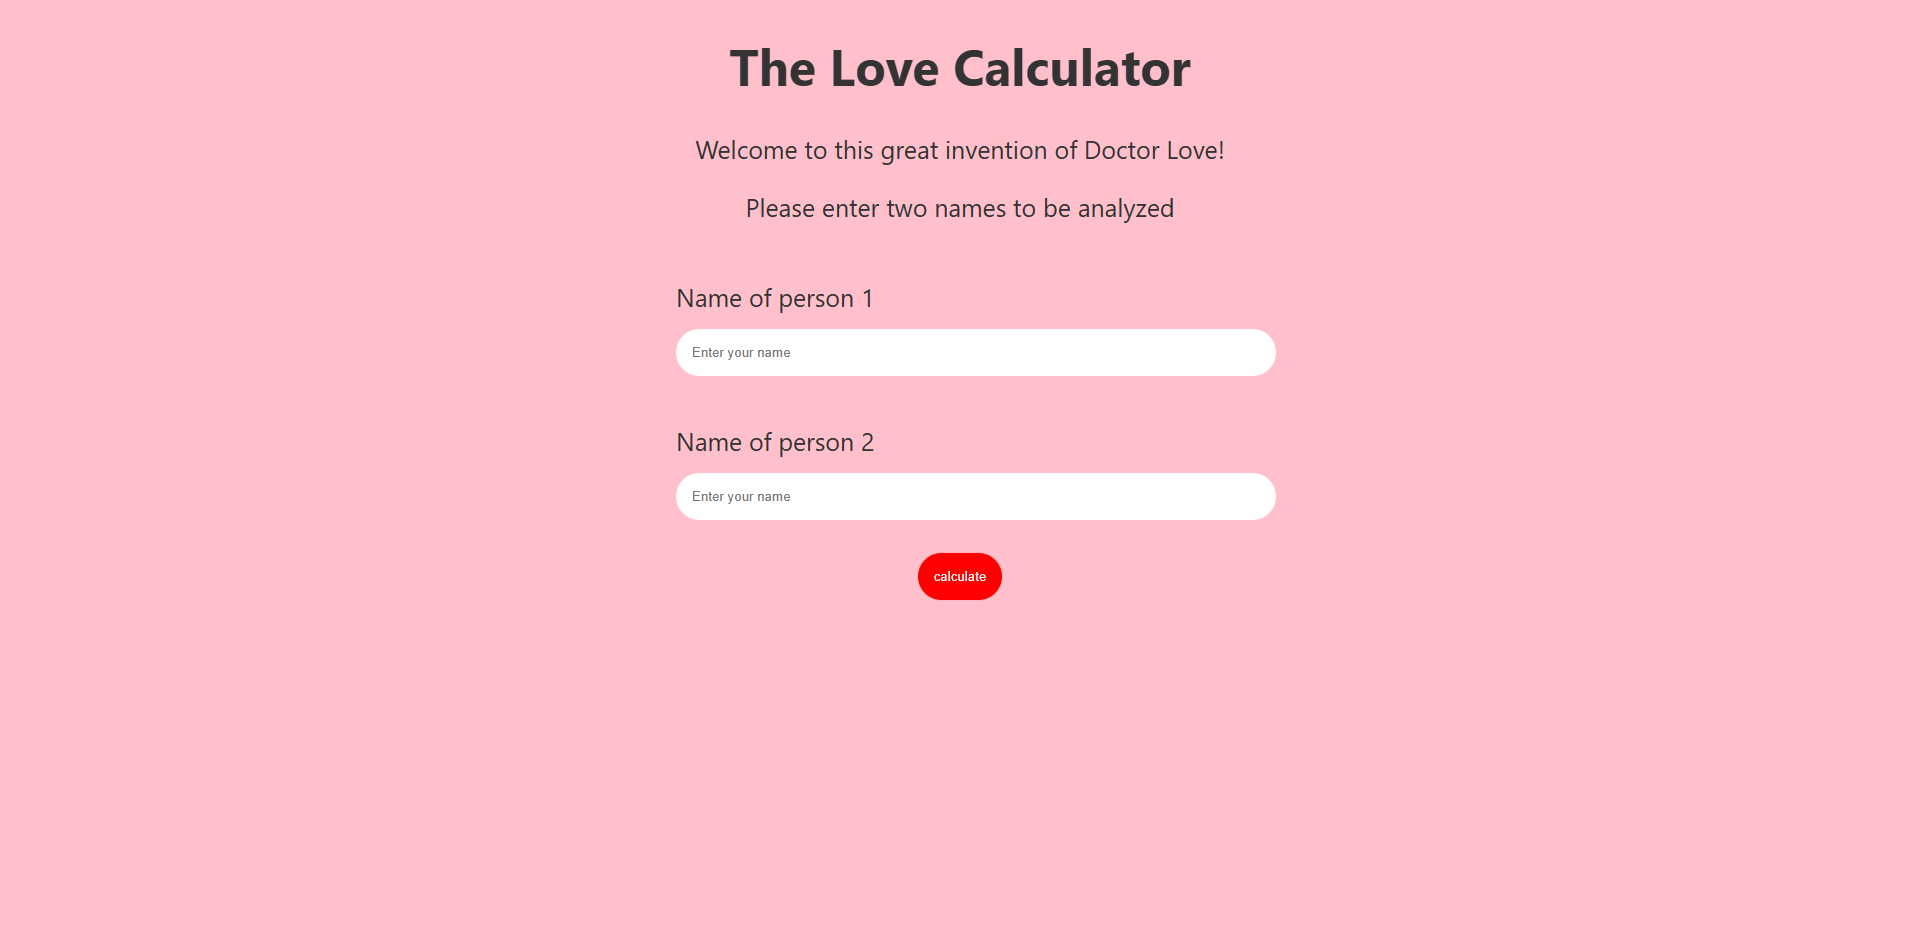 The Love Calculator
Welcome to this great invention of Doctor Love!
Please enter two names to be analyzed
Name of person 1
Enter your name
Name of person 2
Enter your name
calculate